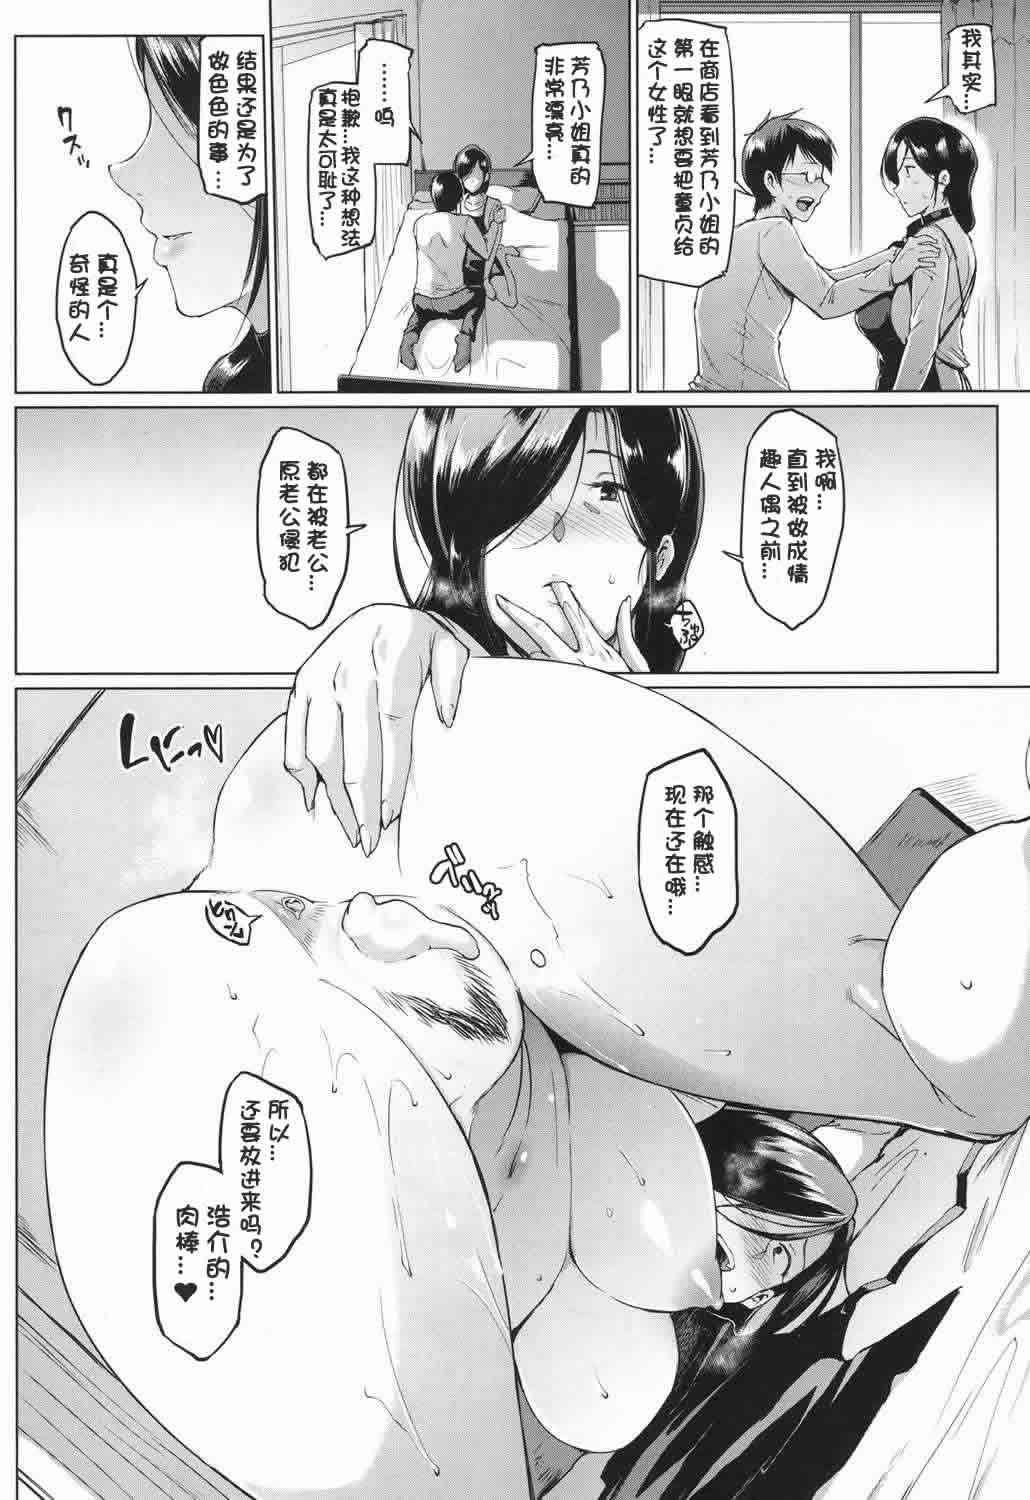 我其实…
在商店看到芳乃小姐的
第一眼就想要把童贞给
这个女性了…
芳乃小姐真的
非常漂亮…
……吗
抱歉…我这种想法
真是太可耻了…
结果还是为了
做色色的事…
クスッ
真是个…
奇怪的人
我啊…
直到被做成情
趣人偶之前…
ちゅぷ
都在被老公…
原老公侵犯
那个触感…
现在还在哦…
所以…
还要放进来吗?
浩介的…
肉棒…♥